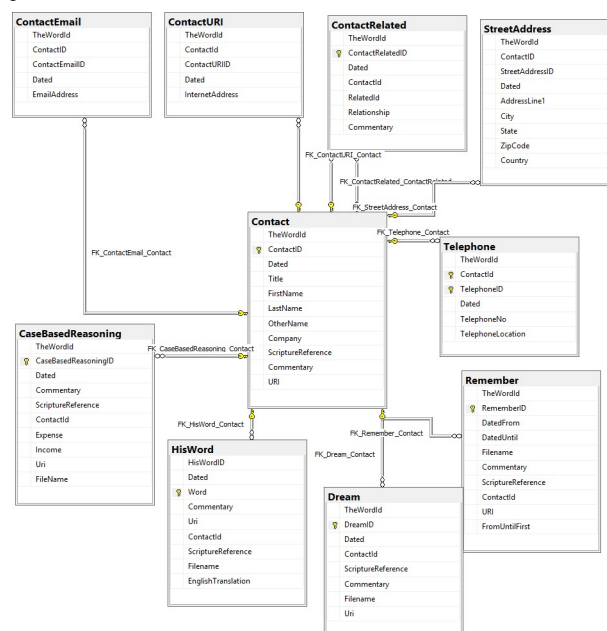 ContactEmail
TheWordId
ContactID
ContactEmailID
Dated
EmailAddress
ContactURI
TheWordId
ContactId
ContactURIID
Dated
InternetAddress
ContactRelated
TheWordId
ContactRelatedID
Dated
ContactId
RelatedId
Relationship
Commentary
StreetAddress
TheWordId
ContactID
StreetAddressID
Dated
AddressLine1
City
State
ZipCode
Country
FK_ContactURI_Contact
FK_ContactRelated_ContactRelated
FK_StreetAddress_Contact
FK_Telephone_Contact
FK_ContactEmail_Contact
Contact
TheWordId
ContactID
Dated
Title
FirstName
LastName
OtherName
Company
ScriptureReference
Commentary
URI
Telephone
TheWordId
ContactId
TelephoneID
Dated
TelephoneNo
TelephoneLocation
CaseBasedReasoning
TheWordId
CaseBasedReasoningID
Dated
Commentary
ScriptureReference
ContactId
Expense
Income
Uri
FileName
FK_CaseBasedReasoning_Contact
FK_HisWord_Contact
FK_Remember_Contact
FK_Dream_Contact
HisWord
HisWordID
Dated
Word
Commentary
Uri
ContactId
ScriptureReference
Filename
EnglishTranslation
Dream
TheWordId
DreamID
Dated
ContactId
ScriptureReference
Commentary
Filename
Uri
Remember
TheWordId
RememberID
DatedFrom
DatedUntil
Filename
Commentary
ScriptureReference
ContactId
URI
FromUntilFirst